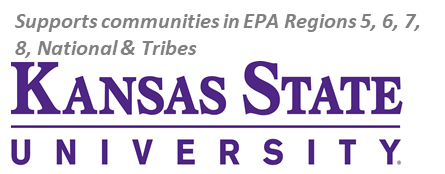 Supports communities in EPA Regions 5, 6, 7,
8, National & Tribes
KANSAS STATE
UNIVERSITY®